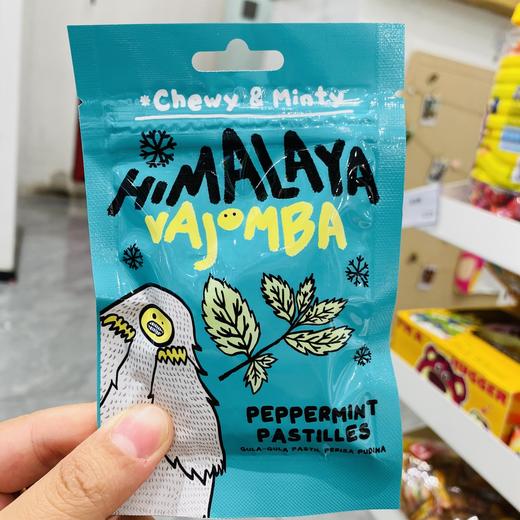 *Chewy & Minty
HiMALAYA
VAJOMBA
PEPPERMINT
PASTILLES
GULA-GULA PASTIL PERISA PUDINA